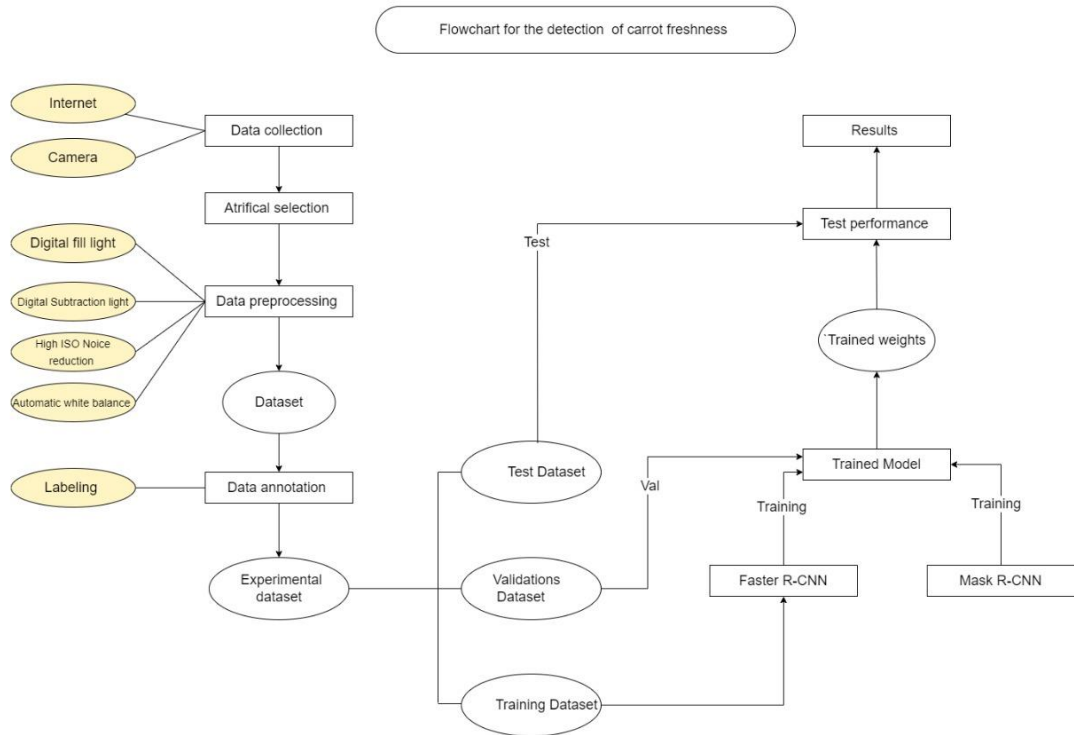 Flowchart for the detection of carrot freshness
Internet
Camera
Data collection
Atrifical selection
Digital fill light
Digital Subtraction light
High ISO Noice
reduction
Automatic white balance
Data preprocessing
Dataset
Labeling
Data annotation
Experimental
dataset
Test Dataset
Validations
Dataset
Training Dataset
Test
Val
Results
Test performance
`Trained weights
Trained Model
Training
Training
Faster R-CNN
Mask R-CNN